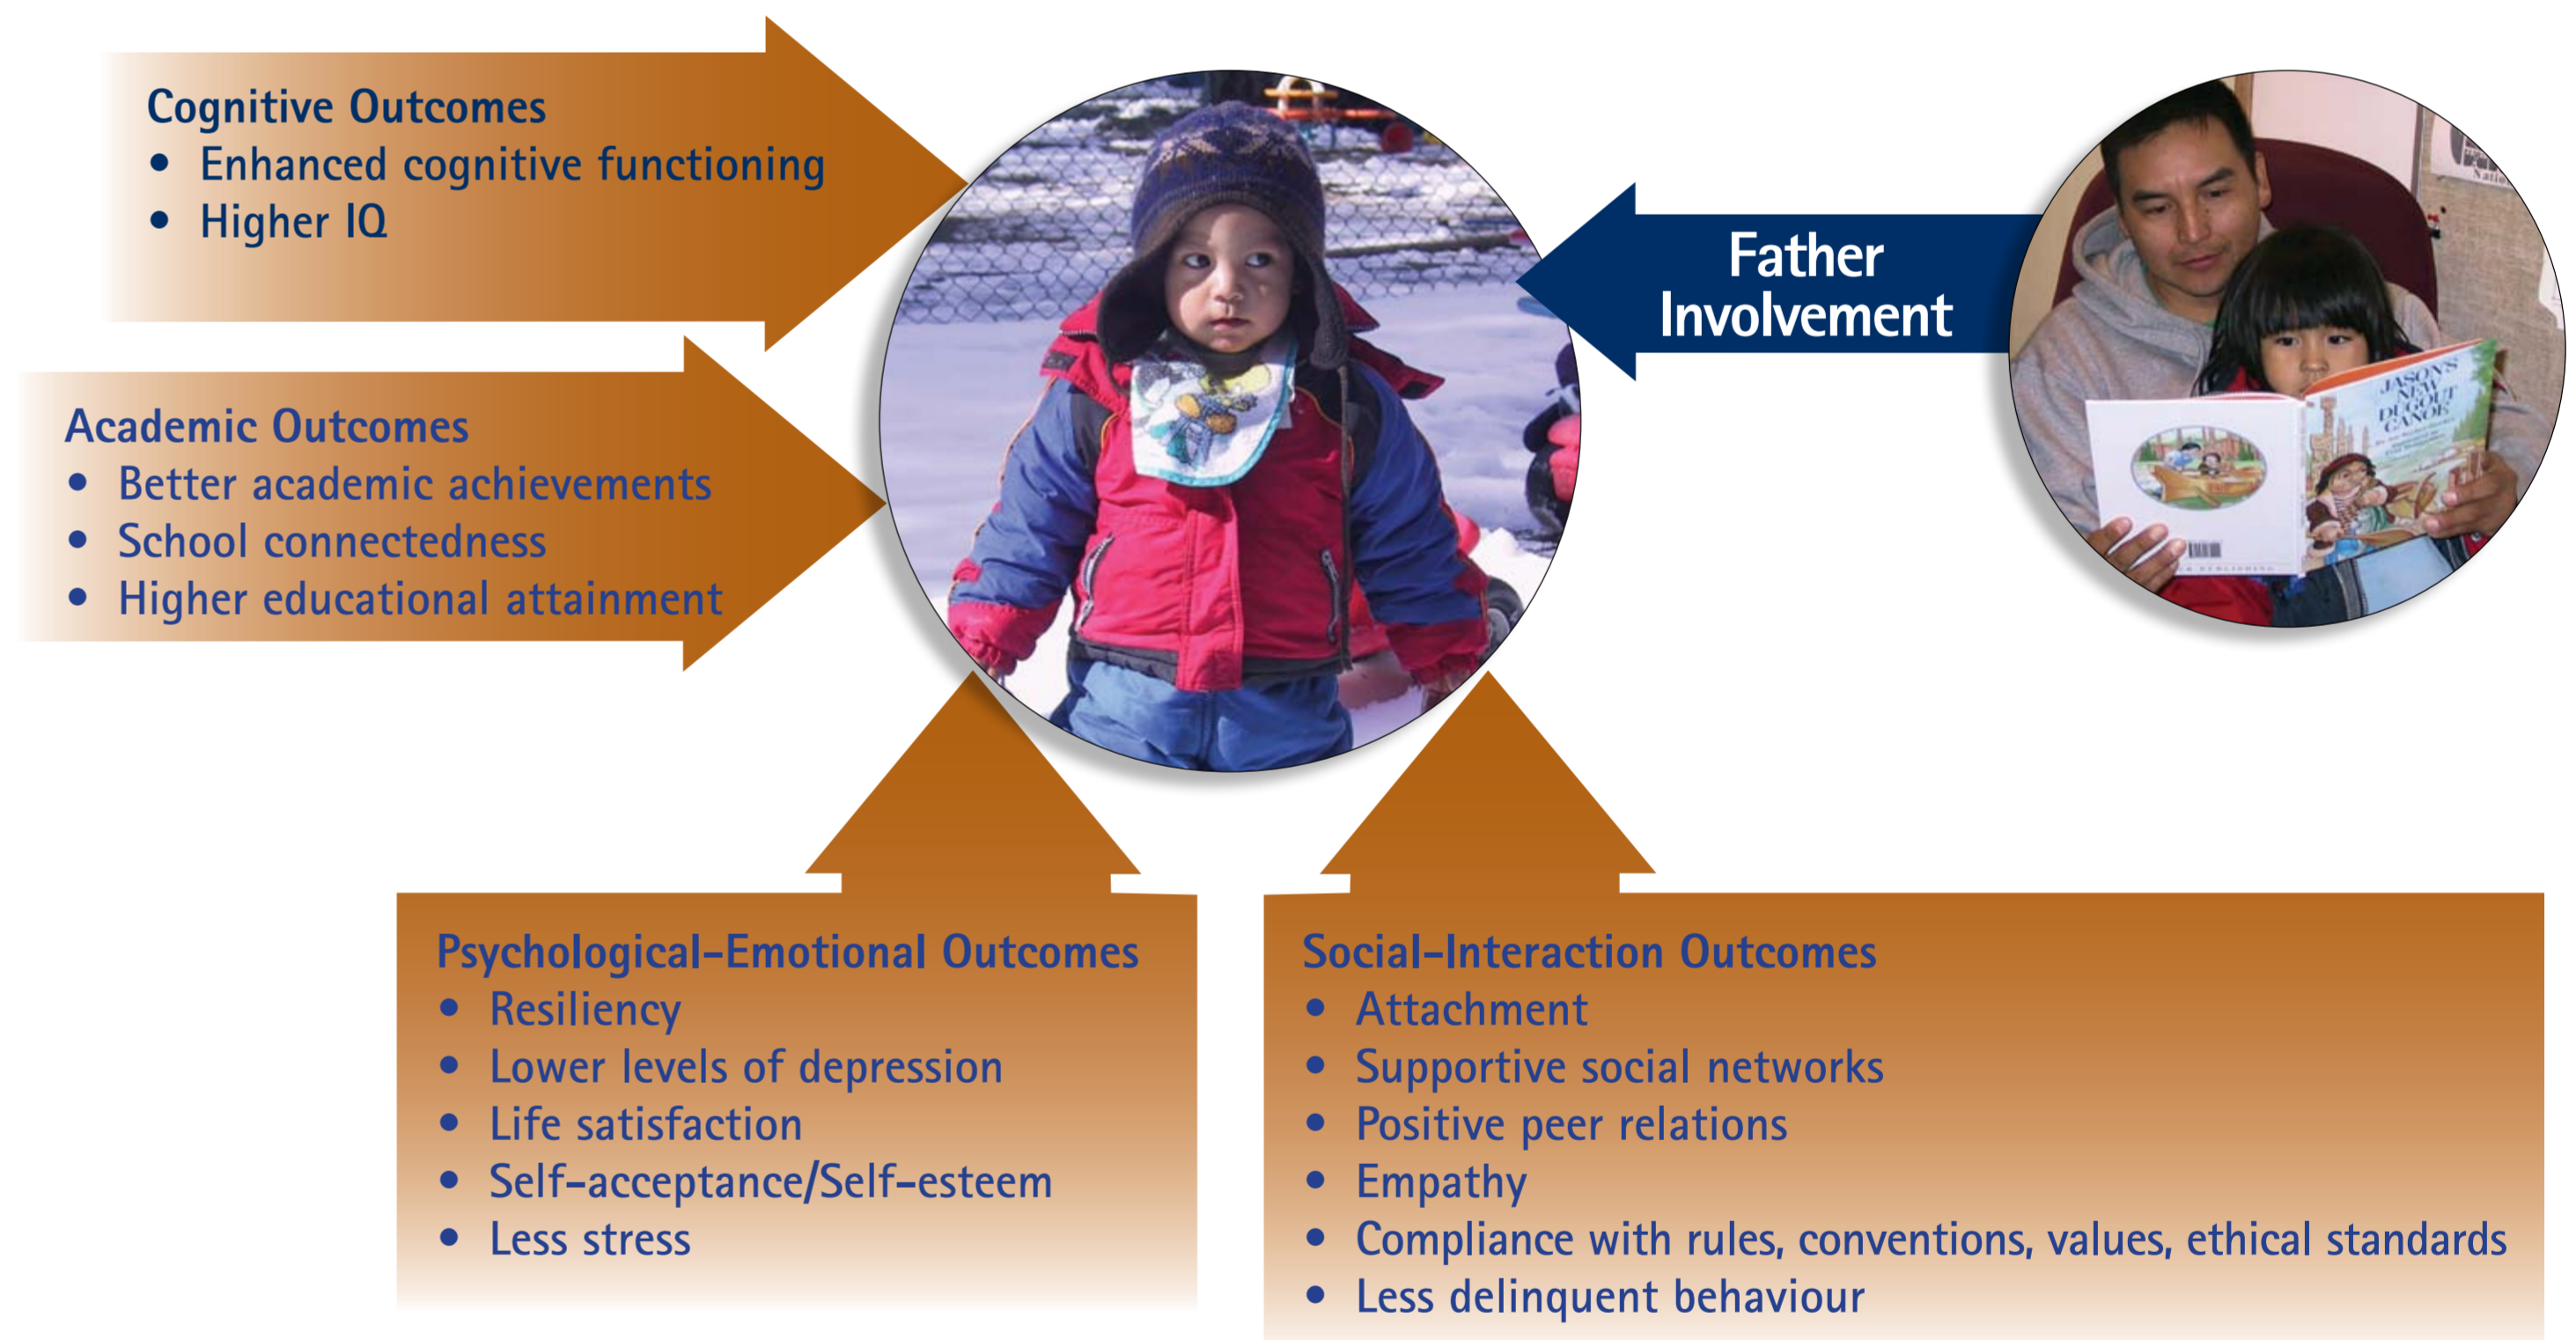 Cognitive Outcomes
• Enhanced cognitive functioning
• Higher IQ
Father
Involvement
Academic Outcomes
• Better academic achievements
• School connectedness
• Higher educational attainment
JASON'S
NEW
DUGOUT
CANOE
Psychological-Emotional Outcomes
• Resiliency
• Lower levels of depression
• Life satisfaction
• Self-acceptance/Self-esteem
• Less stress
Social-Interaction Outcomes
• Attachment
• Supportive social networks
• Positive peer relations
• Empathy
• Compliance with rules, conventions, values, ethical standards
• Less delinquent behaviour